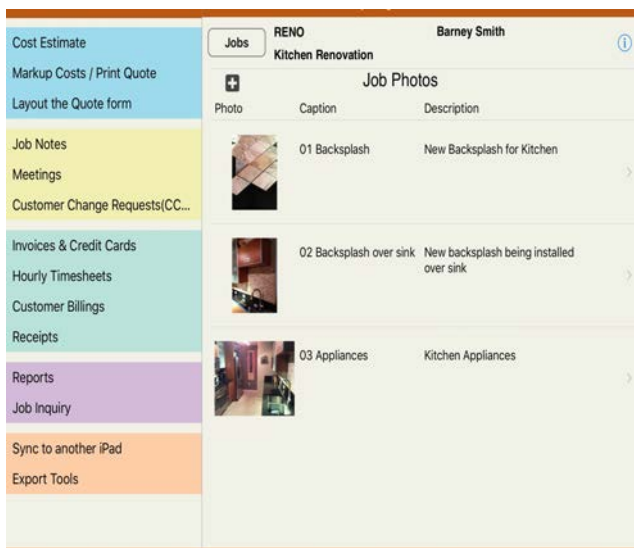 Cost Estimate
Markup Costs / Print Quote
Layout the Quote form
Job Notes
Meetings
Customer Change Requests(CC...
Invoices & Credit Cards
Hourly Timesheets
Customer Billings
Receipts
Reports
Job Inquiry
Sync to another iPad
Export Tools
Jobs
RENO Barney Smith
Kitchen Renovation
Job Photos
Photo Caption Description
01 Backsplash New Backsplash for Kitchen
02 Backsplash over sink New backsplash being installed
over sink
03 Appliances Kitchen Appliances